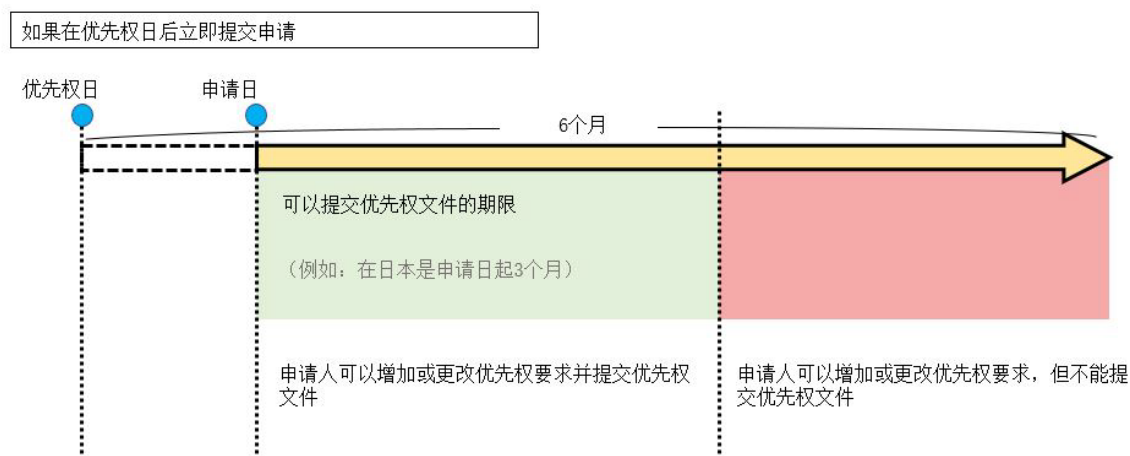 如果在优先权日后立即提交申请
优先权日
申请日
6个月
可以提交优先权文件的期限
（例如：在日本是申请日起3个月）
申请人可以增加或更改优先权要求并提交优先权
文件
申请人可以增加或更改优先权要求，但不能提
交优先权文件